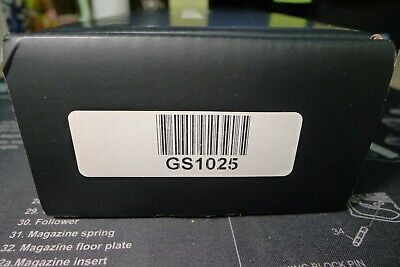 GS1025
29.
30. Follower
31. Magazine spring
32. Magazine floor plate
2a. Magazine insert
34
BLOCK PIN